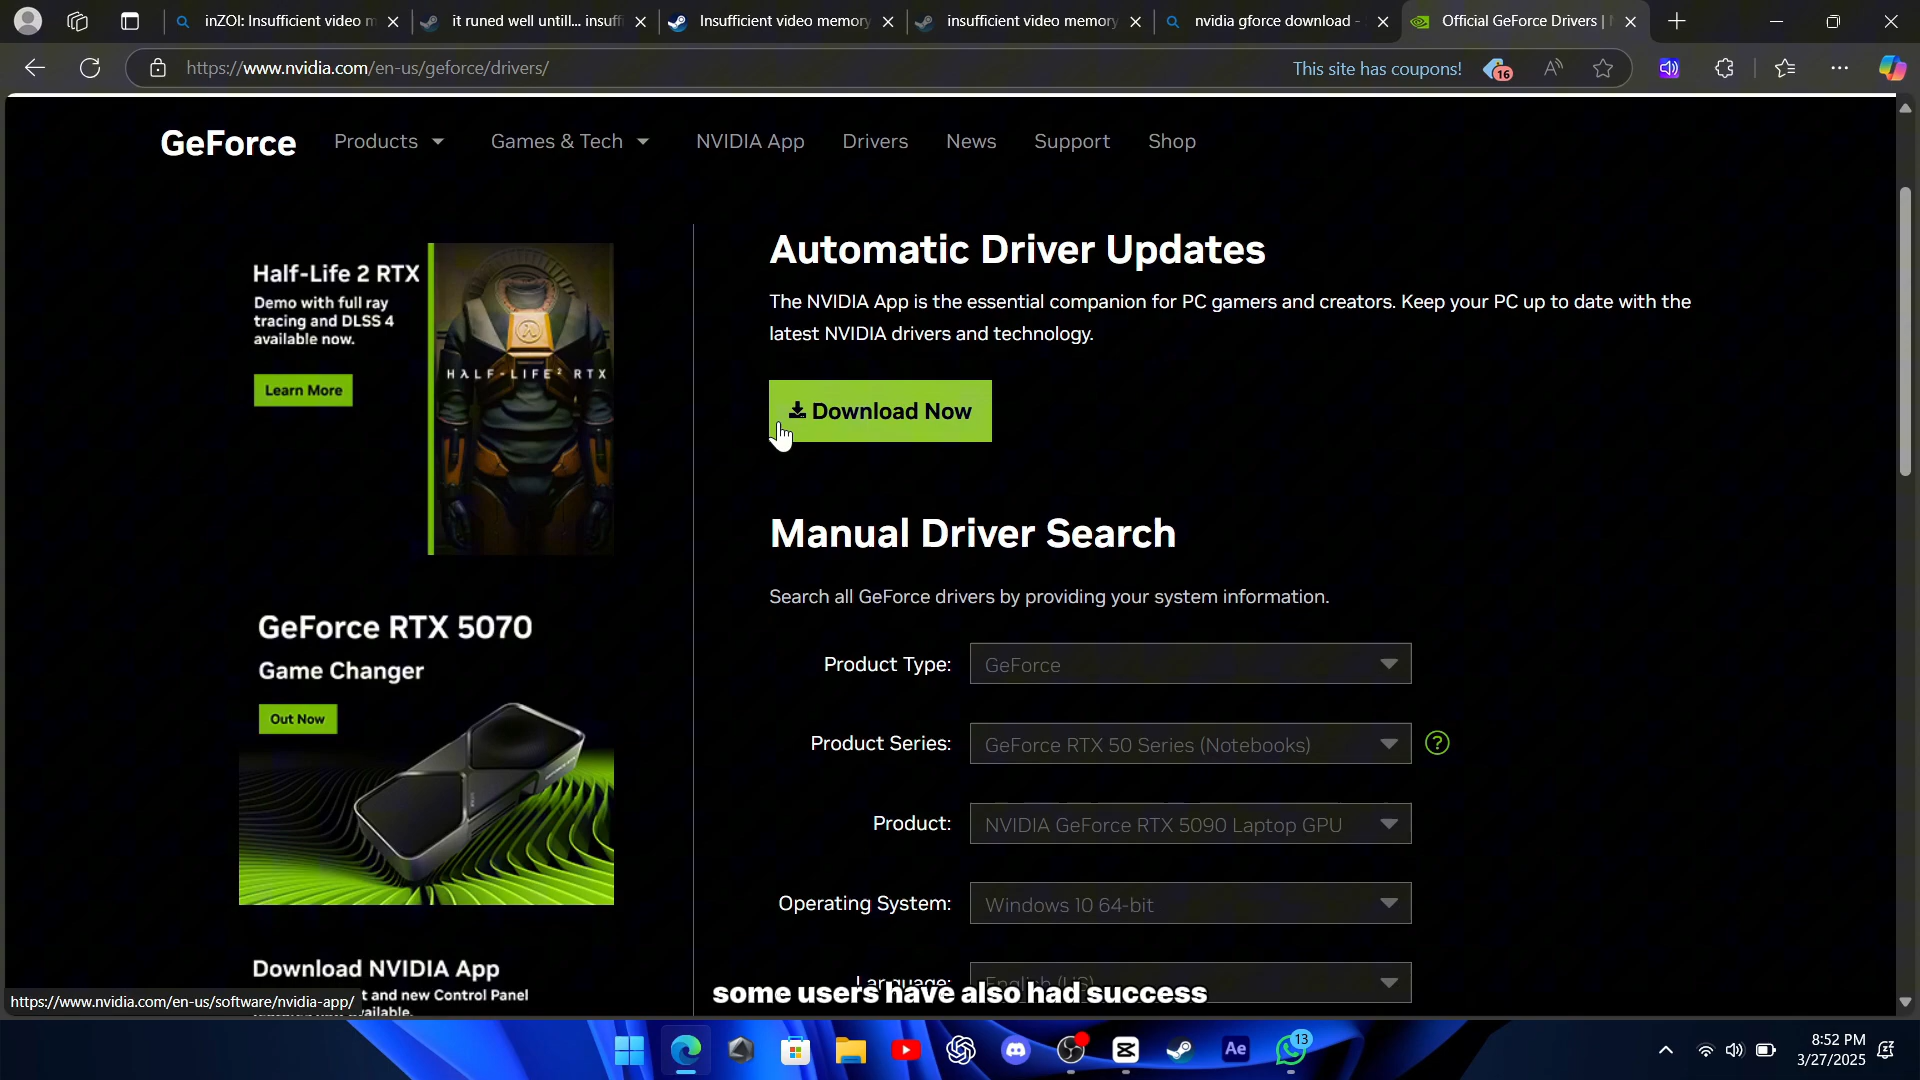 inZOI: Insufficient video m
it runed well untill... insuffi
Insufficient video memory
insufficient video memory
nvidia gforce download -
Official GeForce Drivers |
https://www.nvidia.com/en-us/geforce/drivers/
This site has coupons!
16
GeForce
Products
Games & Tech
NVIDIA App
Drivers
News
Support
Shop
Half-Life 2 RTX
Demo with full ray
tracing and DLSS 4
available now.
Learn More
HALF-LIFE² RTX
Automatic Driver Updates
The NVIDIA App is the essential companion for PC gamers and creators. Keep your PC up to date with the
latest NVIDIA drivers and technology.
Download Now
Manual Driver Search
Search all GeForce drivers by providing your system information.
Product Type:
GeForce
Product Series:
GeForce RTX 50 Series (Notebooks)
?
Product:
NVIDIA GeForce RTX 5090 Laptop GPU
Operating System:
Windows 10 64-bit
Language:
English (US)
GeForce RTX 5070
Game Changer
Out Now
Download NVIDIA App
t and new Control Panel
https://www.nvidia.com/en-us/software/nvidia-app/
some users have also had success
Ae
13
8:52 PM
3/27/2025